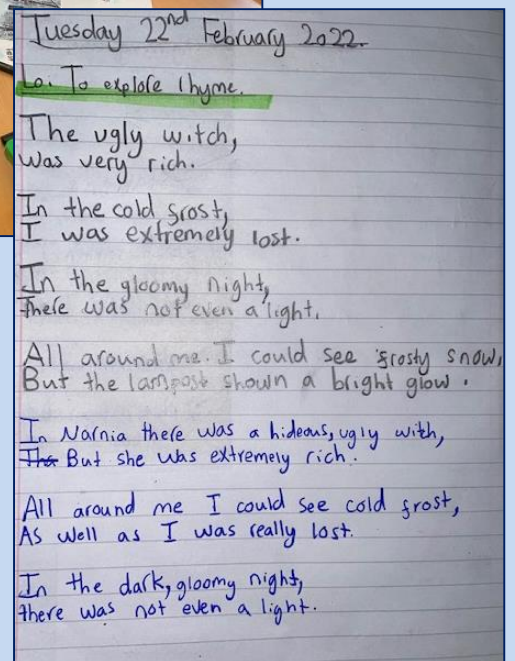 Tuesday 22nd February 2022.
Lo. To explore rhyme.
The ugly witch,
was very rich.
In the cold frost,
I was extremely lost.
In the gloomy night,
There was not even a light.
All around me. I could see frosty snow,
But the lampost shown a bright glow.
In Narnia there was a hideous, ugly with,
The But she was extremely rich.
All around me I could see cold frost,
As well as I was really lost.
In the dark, gloomy night,
there was not even a light.